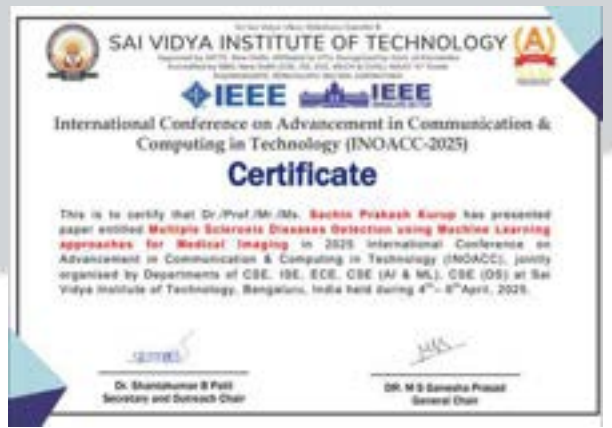 SAI VIDYA INSTITUTE OF TECHNOLOGY
IEEE IEEE
International Conference on Advancement in Communication &
Computing in Technology (INOACC-2025)
Certificate
This is to certify that Dr./Prof./Mr./Ms. Sachin Prakash Kurup has presented
paper entitled Multiple Sclerosis Diseases Detection using Machine Learning
approaches for Medical Imaging in 2025 International Conference on
Advancement in Communication & Computing in Technology (INOACC), jointly
organised by Departments of CSE, ISE, ECE, CSE (AI & ML), CSE (DS) at Sai
Vidya Institute of Technology, Bengaluru, India held during 4th – 5th April, 2025.
Dr. Shantakumar B Patil
Secretary and Outreach Chair
DR. M S Ganesha Prasad
General Chair